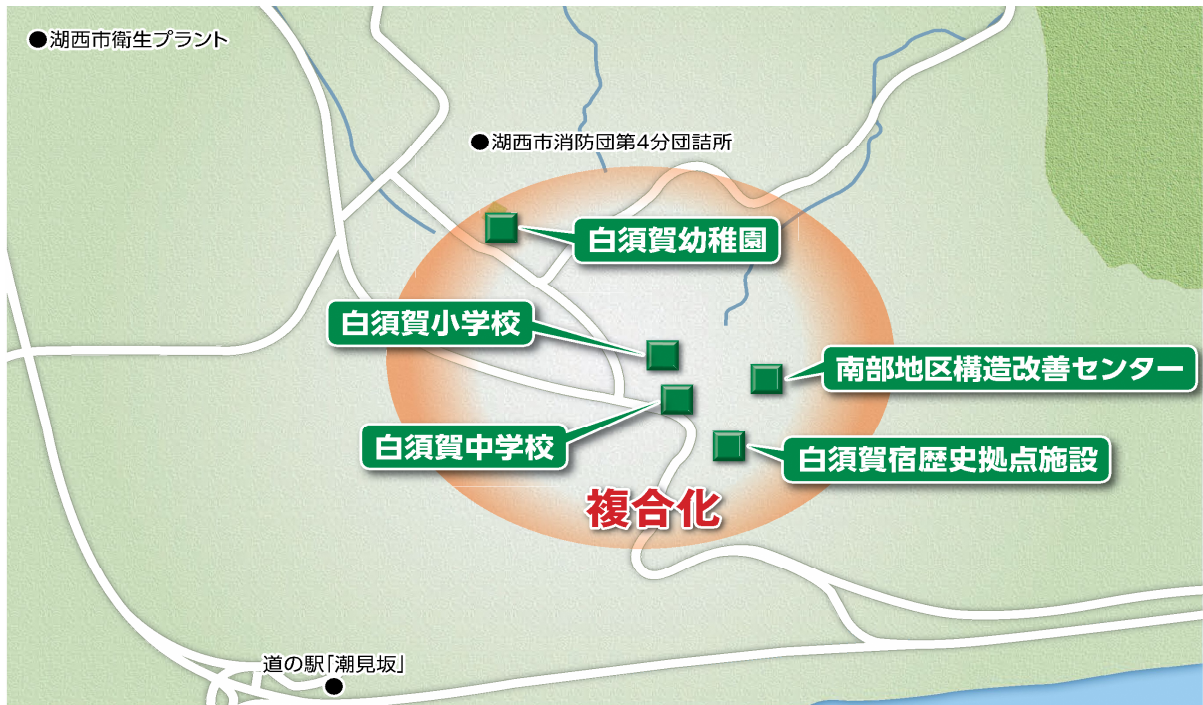 ●湖西市衛生プラント
●湖西市消防団第4分団詰所
白須賀幼稚園
白須賀小学校
南部地区構造改善センター
白須賀中学校
白須賀宿歴史拠点施設
複合化
道の駅「潮見坂」